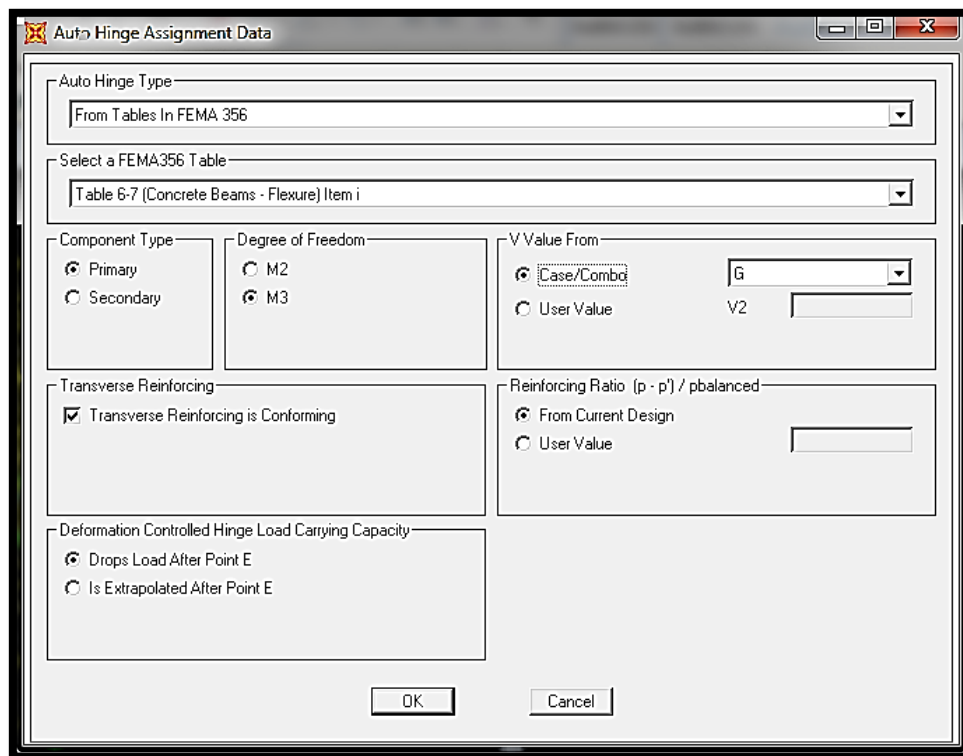 Auto Hinge Assignment Data
Auto Hinge Type
From Tables In FEMA 356
Select a FEMA356 Table
Table 6-7 (Concrete Beams - Flexure) Item i
Component Type
Primary
Secondary
Degree of Freedom
M2
M3
V Value From
Case/Combo G
User Value V2
Transverse Reinforcing
Transverse Reinforcing is Conforming
Reinforcing Ratio (p - p') / pbalanced
From Current Design
User Value
Deformation Controlled Hinge Load Carrying Capacity
Drops Load After Point E
Is Extrapolated After Point E
OK Cancel